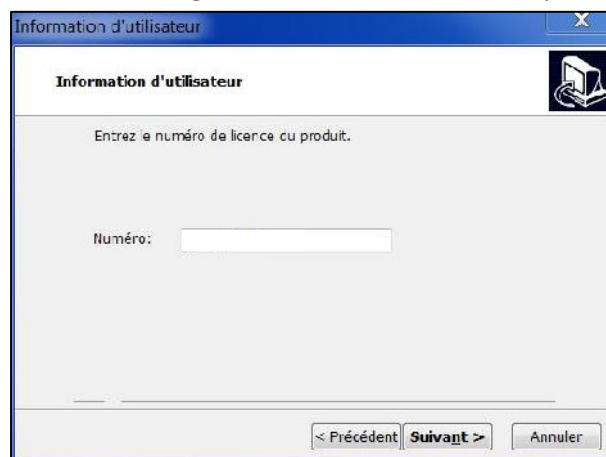 Information d'utilisateur
Information d'utilisateur
Entrez le numéro de licence du produit.
Numéro:
< Précédent Suivant > Annuler